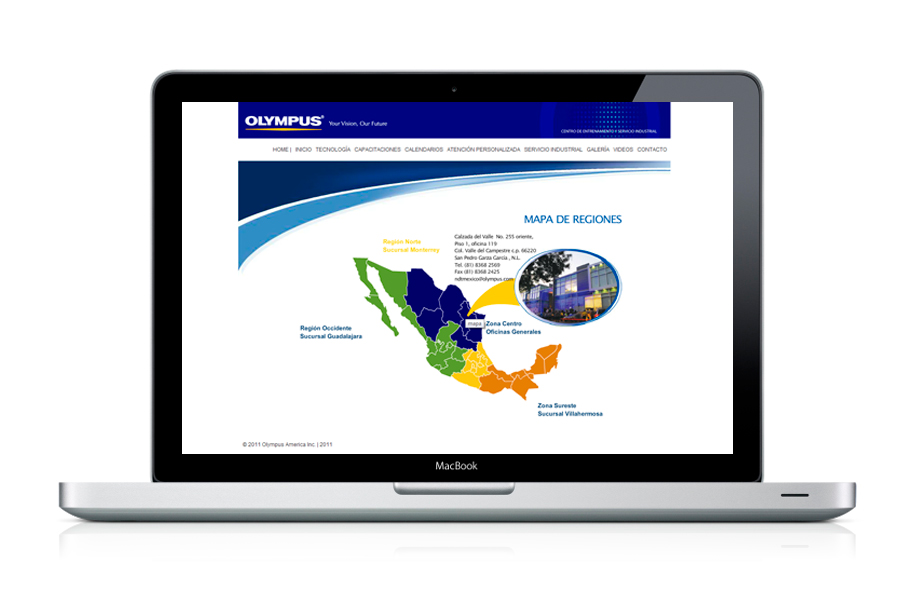 OLYMPUS®
Your Vision, Our Future
CENTRO DE ENTRENAMIENTO Y SERVICIO INDUSTRIAL
HOME | INICIO TECNOLOGÍA CAPACITACIONES CALENDARIOS ATENCIÓN PERSONALIZADA SERVICIO INDUSTRIAL GALERÍA VIDEOS CONTACTO
MAPA DE REGIONES
Región Norte
Sucursal Monterrey
Calzada del Valle No. 255 oriente,
Piso 1, oficina 119
Col. Valle del Campestre c.p. 66220
San Pedro Garza García , N.L.
Tel. (81) 8368 2569
Fax (81) 8368 2425
ndtmexico@olympus.com
mapa
Zona Centro
Oficinas Generales
Región Occidente
Sucursal Guadalajara
Zona Sureste
Sucursal Villahermosa
© 2011 Olympus America Inc. | 2011
MacBook